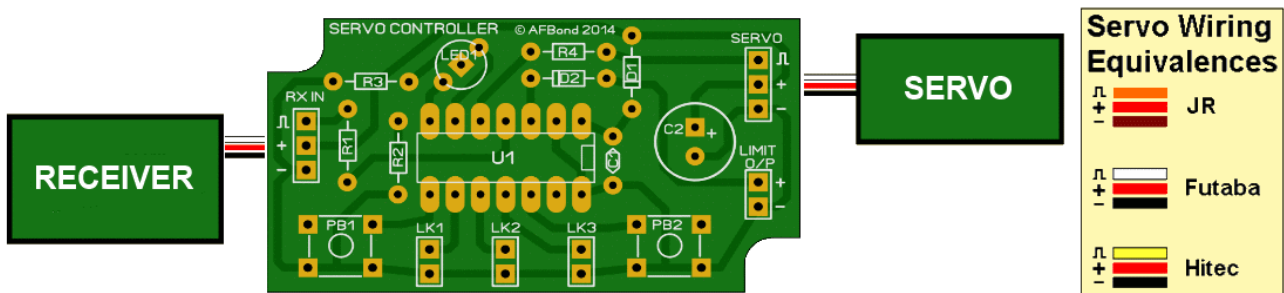 RECEIVER
SERVO CONTROLLER © AFBond 2014
LED1
R3
R4
D2
D1
RX IN
+
-
R1
R2
U1
C1
C2 +
SERVO
+
-
LIMIT
O/P
+
-
PB1
LK1
LK2
LK3
PB2
SERVO
Servo Wiring
Equivalences
+ JR
-
+ Futaba
-
+ Hitec
-